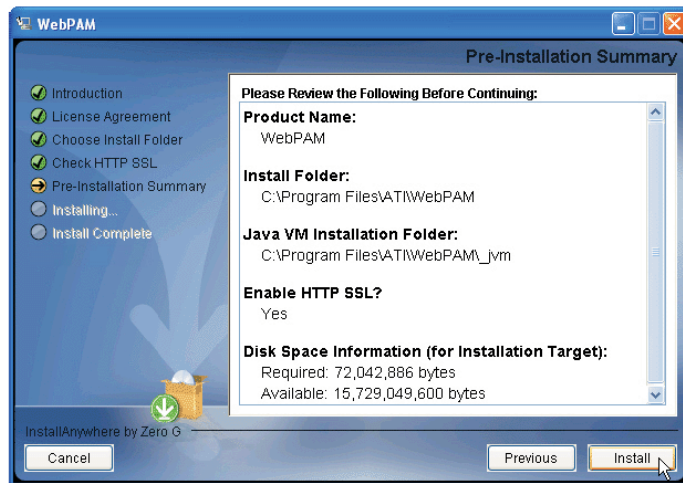 WebPAM
Pre-Installation Summary
Introduction
License Agreement
Choose Install Folder
Check HTTP SSL
Pre-Installation Summary
Installing...
Install Complete
Please Review the Following Before Continuing:
Product Name:
WebPAM
Install Folder:
C:\Program Files\ATI\WebPAM
Java VM Installation Folder:
C:\Program Files\ATI\WebPAM\_jvm
Enable HTTP SSL?
Yes
Disk Space Information (for Installation Target):
Required: 72,042,886 bytes
Available: 15,729,049,600 bytes
InstallAnywhere by Zero G
Cancel
Previous
Install